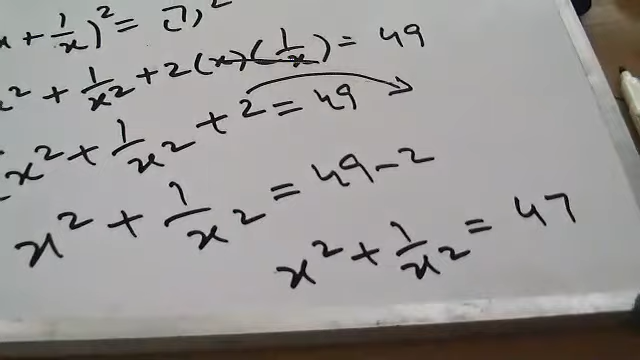 x + 1/x)² = (7)²
x² + 1/x² + 2(x)(1/x) = 49
x² + 1/x² + 2 = 49
x² + 1/x² = 49 - 2
x² + 1/x² = 47